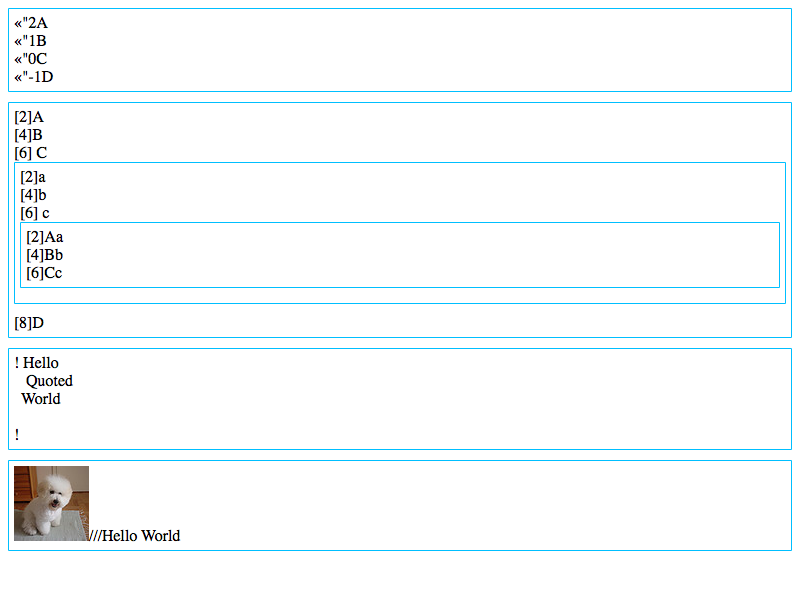 «"2A
«"1B
«"0C
«"-1D
[2]A
[4]B
[6] C
[2]a
[4]b
[6] c
[2]Aa
[4]Bb
[6]Cc
[8]D
! Hello
Quoted
World
!
///Hello World